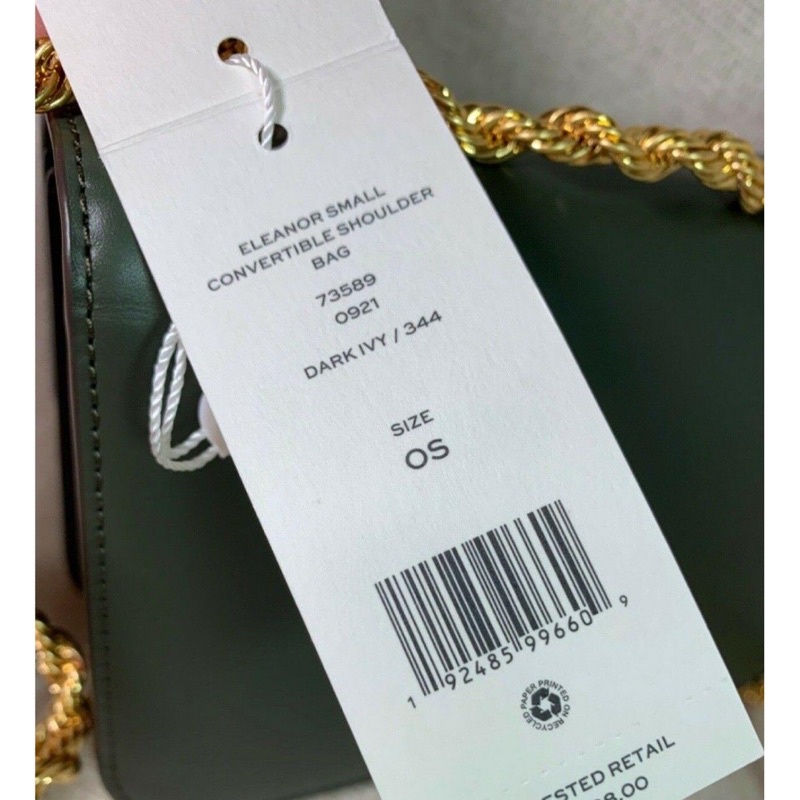 ELEANOR SMALL
CONVERTIBLE SHOULDER
BAG
73589
0921
DARK IVY / 344
SIZE
OS
1 92485 99660 9
PAPER PRINTED ON RECYCLED
RETAIL